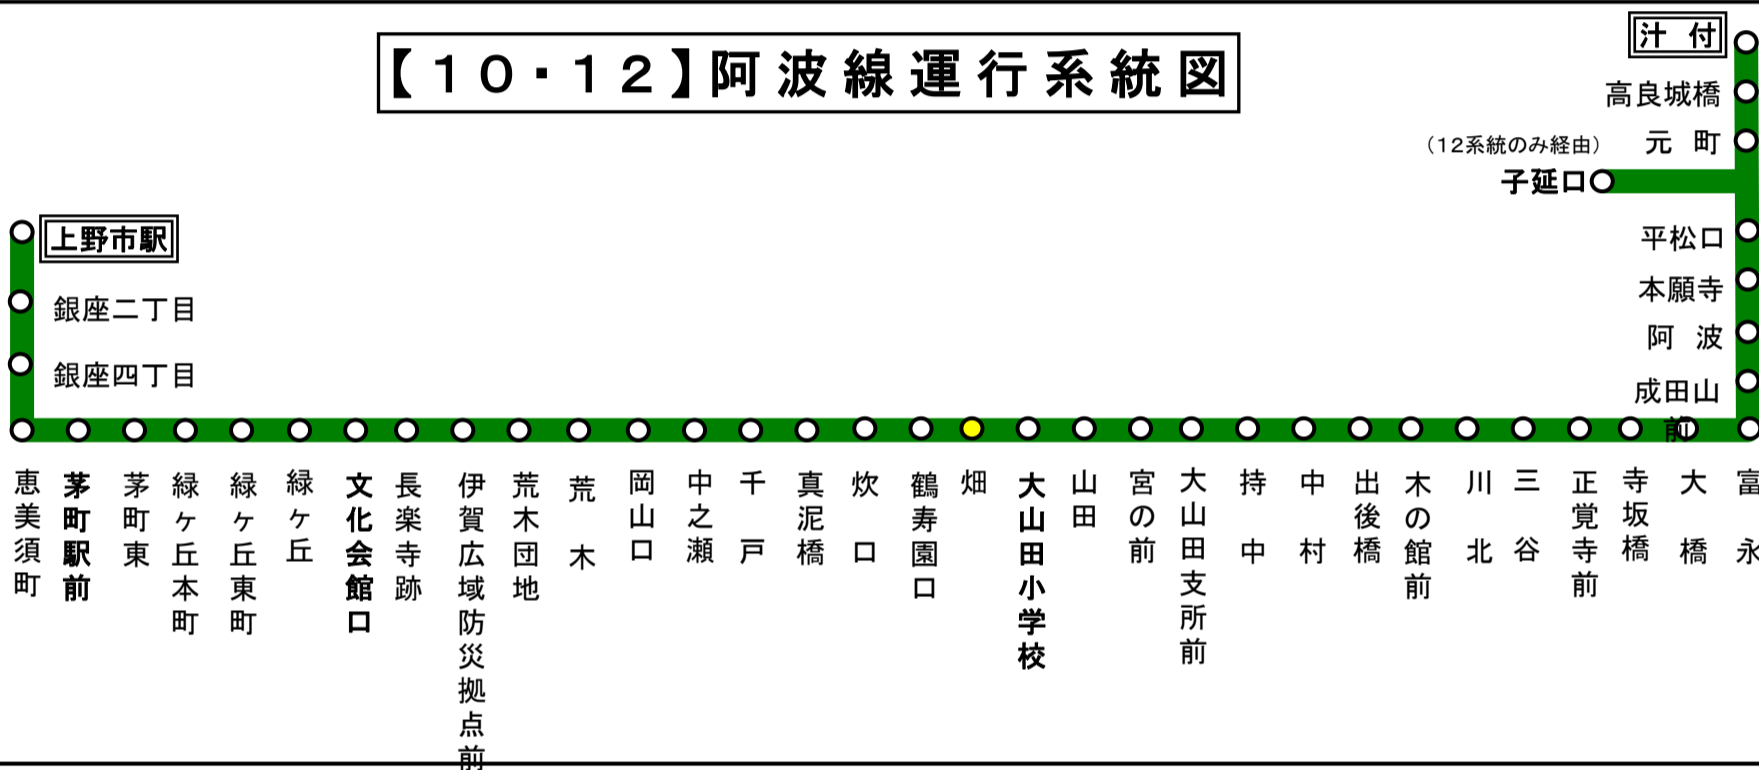 【１０・１２】阿波線運行系統図
汁 付
高良城橋
元 町
（１２系統のみ経由）
子延口
平松口
本願寺
阿 波
成田山
前
上野市駅
銀座二丁目
銀座四丁目
恵美須町
茅町駅前
茅町東
緑ヶ丘本町
緑ヶ丘東町
緑ヶ丘
文化会館口
長楽寺跡
伊賀広域防災拠点前
荒木団地
荒 木
岡山口
中之瀬
千 戸
真泥橋
炊 口
鶴寿園口
畑
大山田小学校
山田
宮の前
大山田支所前
持 中
中 村
出後橋
木の館前
川 北
三 谷
正覚寺前
寺坂橋
大 橋
富 永